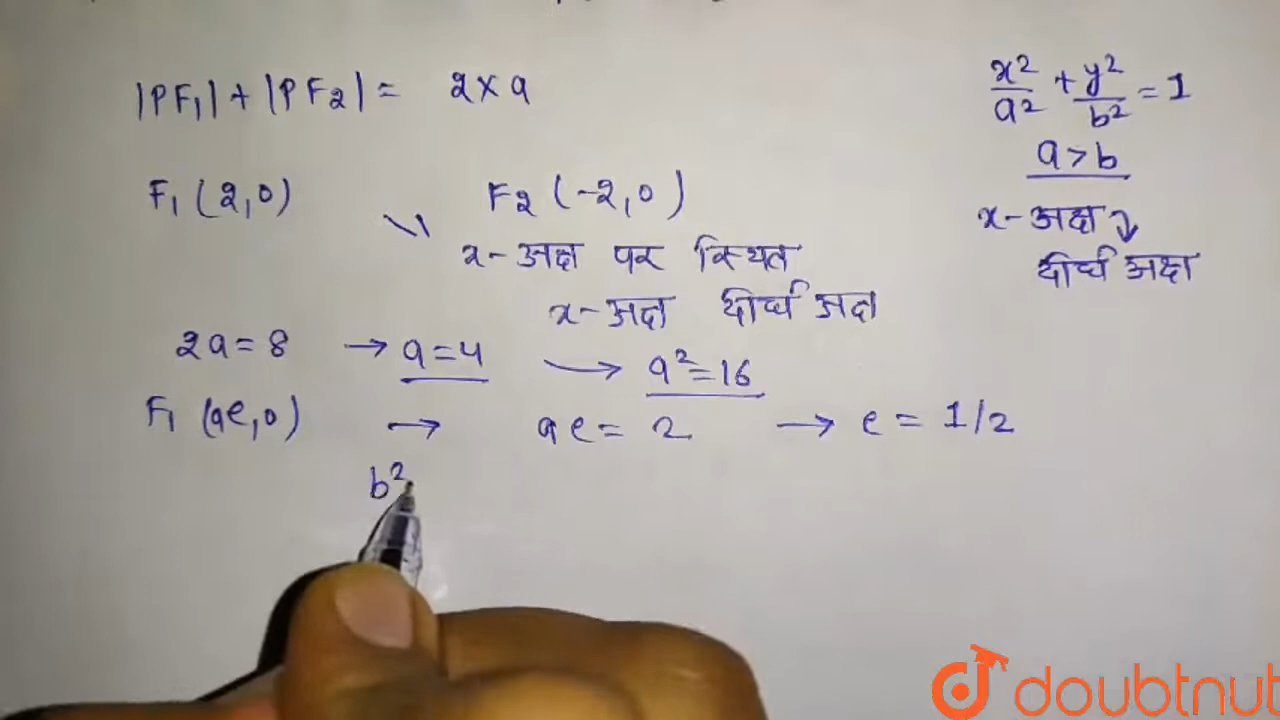 |PF₁| + |PF₂| = 2 × a
x²/a² + y²/b² = 1
a > b
x-अक्ष ↓
दीर्घ अक्ष
F₁ (2,0) F₂ (-2,0)
x-अक्ष पर स्थित
x-अक्ष दीर्घ अक्ष
2a = 8 → a = 4 → a² = 16
F₁ (ae,0) → ae = 2 → e = 1/2
b²
doubtnut